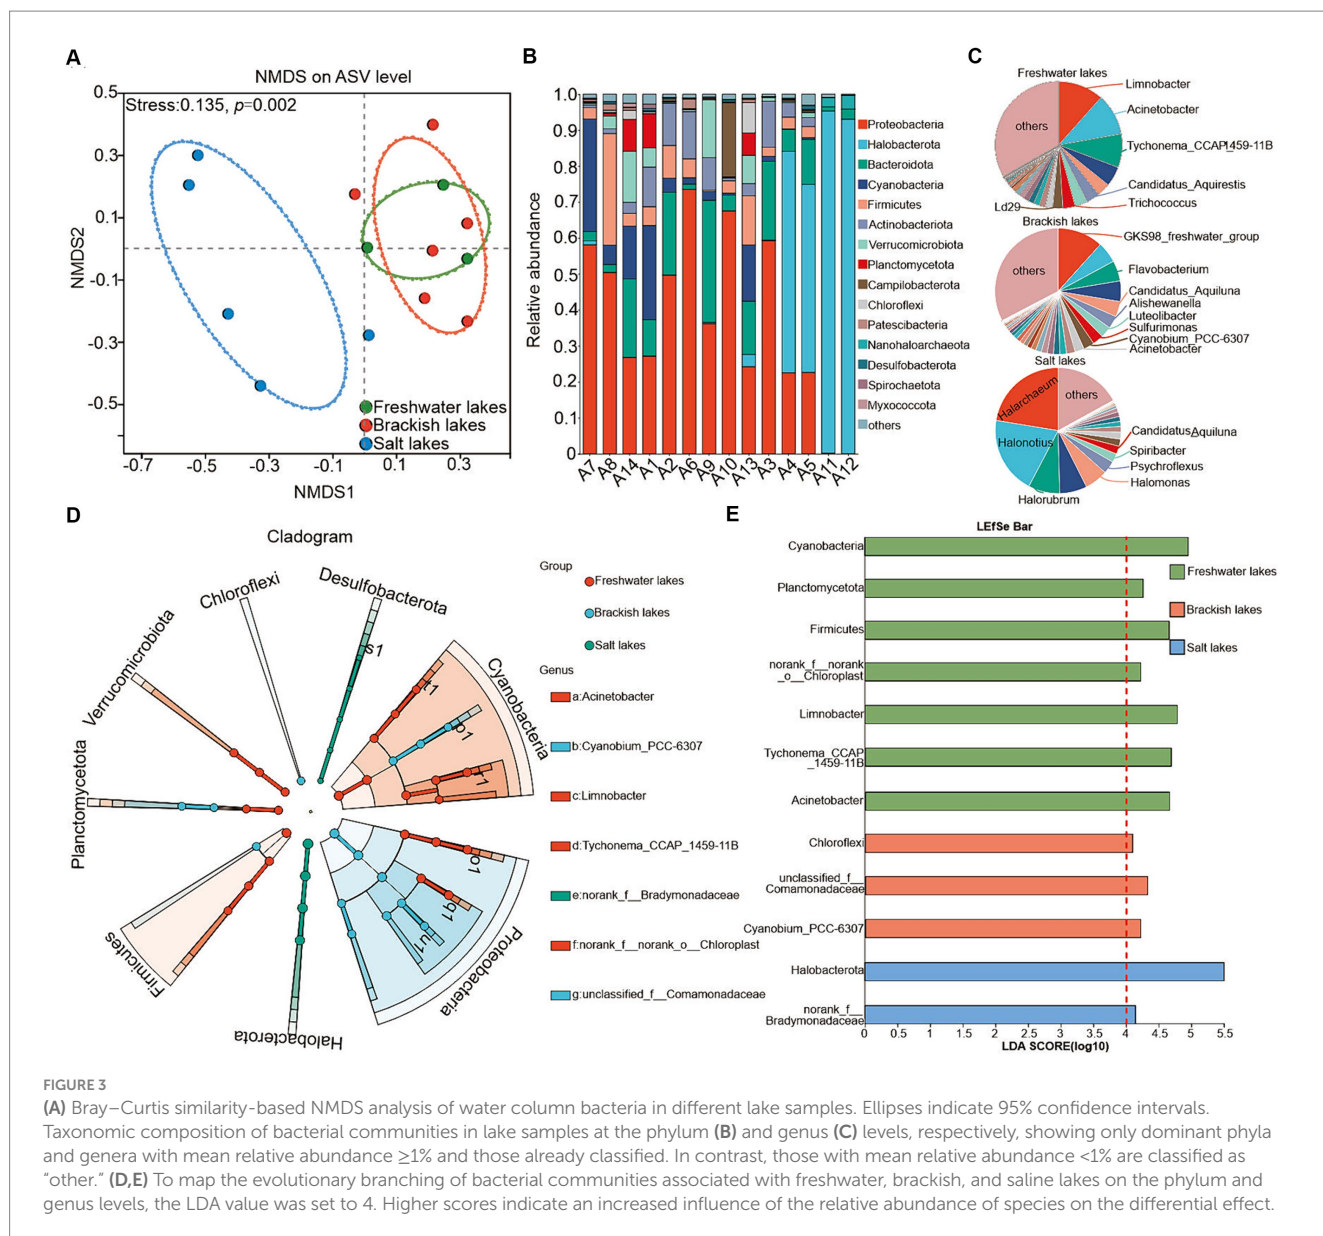 A
NMDS on ASV level
Stress:0.135, p=0.002
0.5
0.3
0.1
-0.1
-0.3
-0.5
NMDS2
-0.7
-0.5
-0.3
-0.1
0.1
0.3
NMDS1
Freshwater lakes
Brackish lakes
Salt lakes
B
Relative abundance
1.0
0.9
0.8
0.7
0.6
0.5
0.4
0.3
0.2
0.1
0
A7
A8
A14
A1
A2
A6
A9
A10
A13
A3
A4
A5
A11
A12
Proteobacteria
Halobacterota
Bacteroidota
Cyanobacteria
Firmicutes
Actinobacteriota
Verrucomicrobiota
Planctomycetota
Campilobacterota
Chloroflexi
Patescibacteria
Nanohaloarchaeota
Desulfobacterota
Spirochaetota
Myxococcota
others
C
Freshwater lakes
Limnobacter
Acinetobacter
Tychonema_CCAP1459-11B
Candidatus_Aquirestis
Trichococcus
Ld29
others
Brackish lakes
GKS98_freshwater_group
Flavobacterium
Candidatus_Aquiluna
Alishewanella
Luteolibacter
Sulfurimonas
Cyanobium_PCC-6307
Acinetobacter
others
Salt lakes
Halarchaeum
others
Halonotius
CandidatusAquiluna
Spiribacter
Psychroflexus
Halomonas
Halorubrum
D
Cladogram
Chloroflexi
Desulfobacterota
Verrucomicrobiota
Cyanobacteria
Planctomycetota
Firmicutes
Halobacterota
Proteobacteria
s1
t1
p1
r1
o1
q1
u1
Group
Freshwater lakes
Brackish lakes
Salt lakes
Genus
a:Acinetobacter
b:Cyanobium_PCC-6307
c:Limnobacter
d:Tychonema_CCAP_1459-11B
e:norank_f__Bradymonadaceae
f:norank_f__norank_o__Chloroplast
g:unclassified_f__Comamonadaceae
E
LEfSe Bar
Cyanobacteria
Planctomycetota
Firmicutes
norank_f__norank
_o__Chloroplast
Limnobacter
Tychonema_CCAP
_1459-11B
Acinetobacter
Chloroflexi
unclassified_f__
Comamonadaceae
Cyanobium_PCC-6307
Halobacterota
norank_f__
Bradymonadaceae
0 0.5 1 1.5 2 2.5 3 3.5 4 4.5 5 5.5
LDA SCORE(log10)
Freshwater lakes
Brackish lakes
Salt lakes
FIGURE 3
(A) Bray–Curtis similarity-based NMDS analysis of water column bacteria in different lake samples. Ellipses indicate 95% confidence intervals.
Taxonomic composition of bacterial communities in lake samples at the phylum (B) and genus (C) levels, respectively, showing only dominant phyla
and genera with mean relative abundance ≥1% and those already classified. In contrast, those with mean relative abundance <1% are classified as
“other.” (D,E) To map the evolutionary branching of bacterial communities associated with freshwater, brackish, and saline lakes on the phylum and
genus levels, the LDA value was set to 4. Higher scores indicate an increased influence of the relative abundance of species on the differential effect.